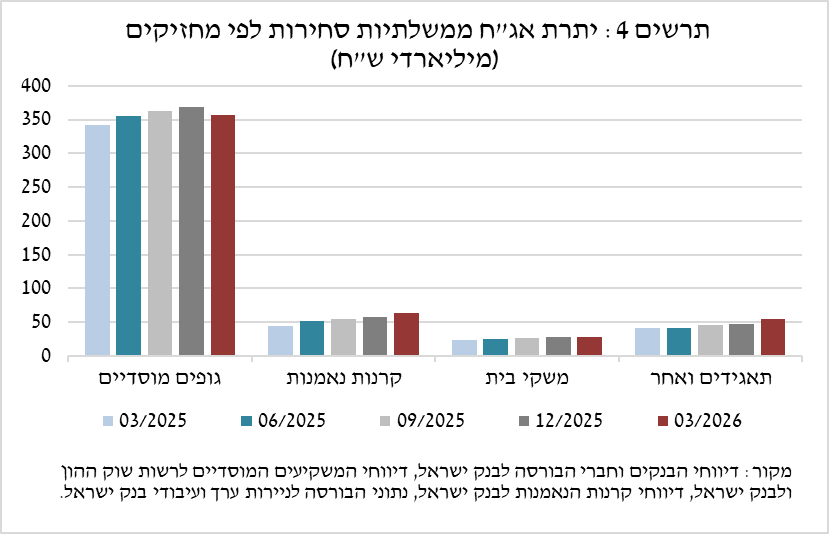 תרשים 4 : יתרת אג"ח ממשלתיות סחירות לפי מחזיקים
(מיליארדי ש"ח)
400
350
300
250
200
150
100
50
0
גופים מוסדיים
קרנות נאמנות
משקי בית
תאגידים ואחר
03/2025
06/2025
09/2025
12/2025
03/2026
מקור : דיווחי הבנקים וחברי הבורסה לבנק ישראל, דיווחי המשקיעים המוסדיים לרשות שוק ההון
ולבנק ישראל, דיווחי קרנות הנאמנות לבנק ישראל, נתוני הבורסה לניירות ערך ועיבודי בנק ישראל.